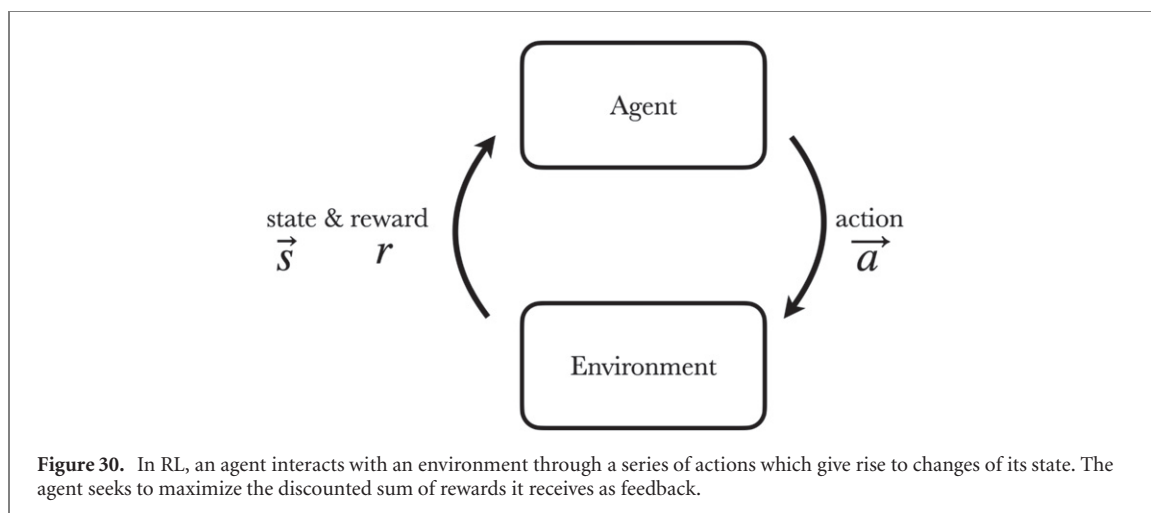 Agent
state & reward
s⃗ r
action
a⃗
Environment
Figure 30. In RL, an agent interacts with an environment through a series of actions which give rise to changes of its state. The
agent seeks to maximize the discounted sum of rewards it receives as feedback.